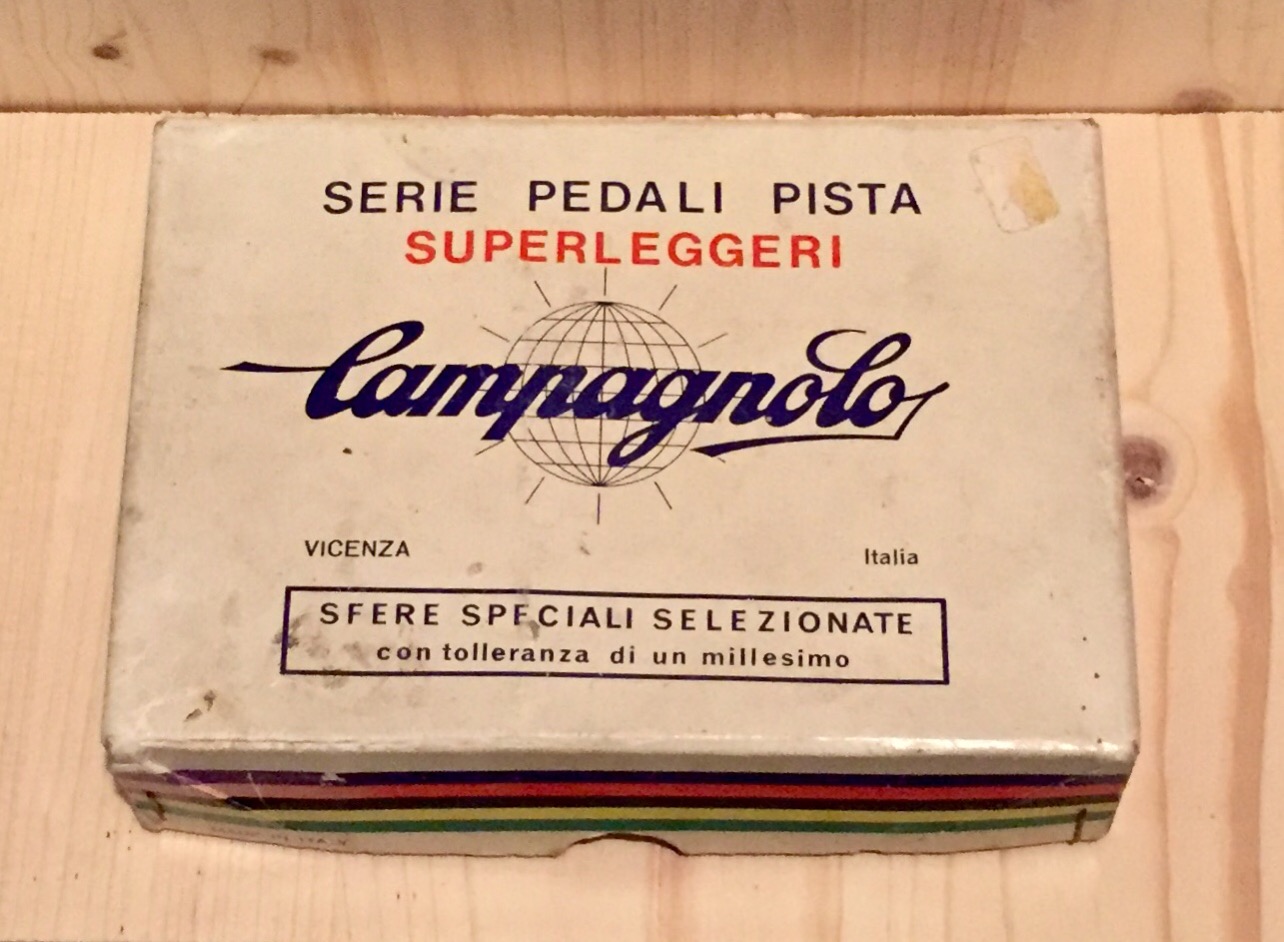 SERIE PEDALI PISTA
SUPERLEGGERI
Campagnolo
VICENZA Italia
SFERE SPECIALI SELEZIONATE
con tolleranza di un millesimo